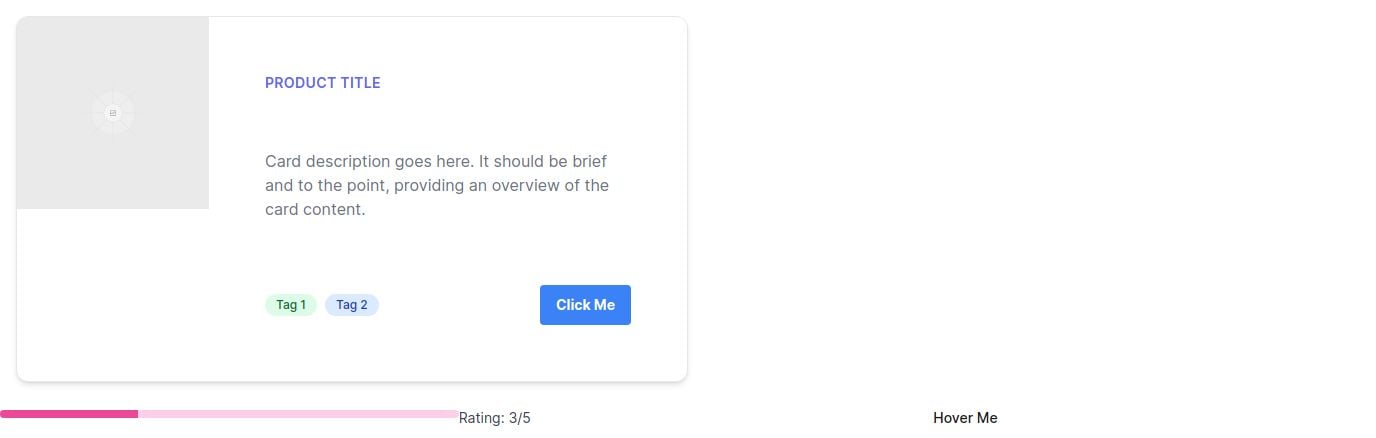 PRODUCT TITLE
Card description goes here. It should be brief
and to the point, providing an overview of the
card content.
Tag 1 Tag 2 Click Me
Rating: 3/5 Hover Me